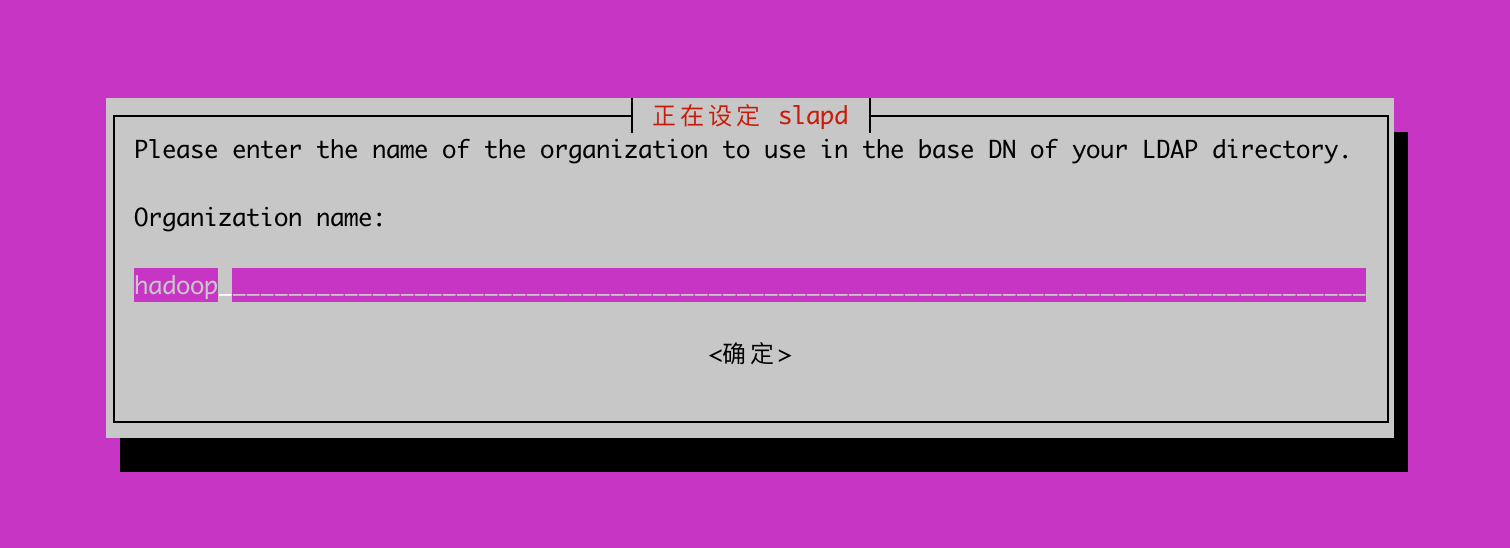 正在设定 slapd
Please enter the name of the organization to use in the base DN of your LDAP directory.
Organization name:
hadoop
<确定>